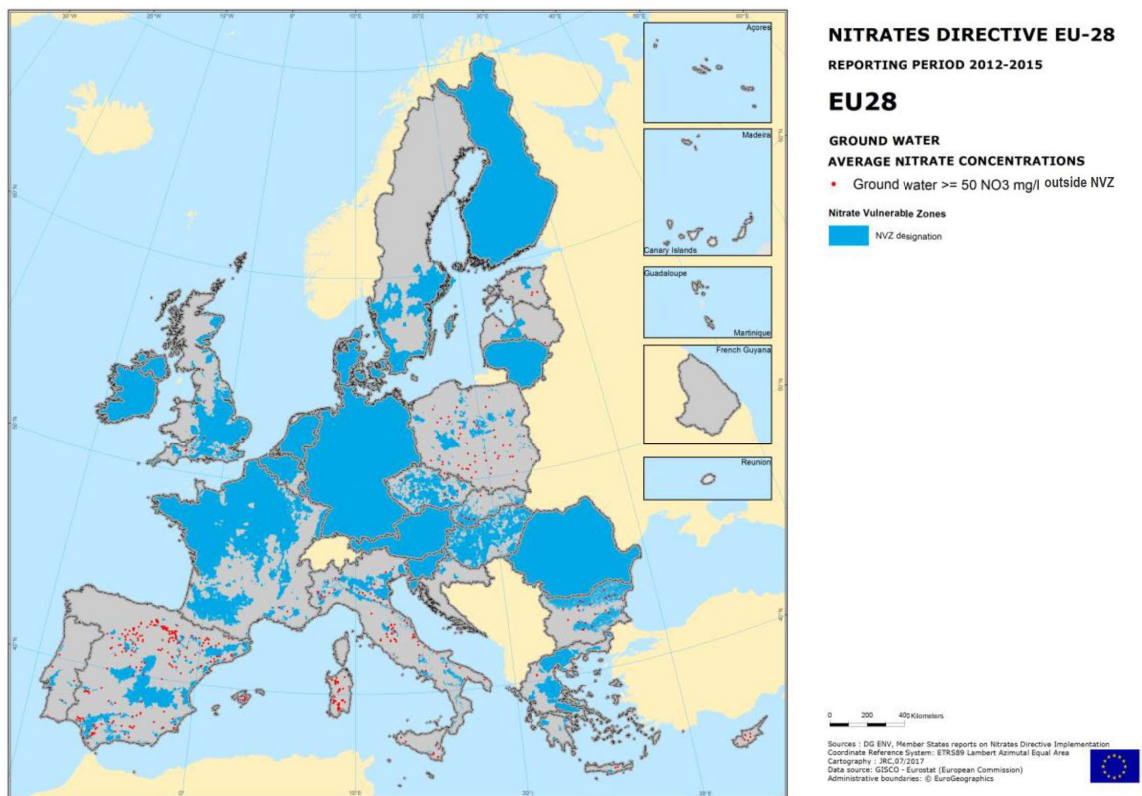 NITRATES DIRECTIVE EU-28
REPORTING PERIOD 2012-2015
EU28
GROUND WATER
AVERAGE NITRATE CONCENTRATIONS
Ground water >= 50 NO3 mg/l outside NVZ
Nitrate Vulnerable Zones
NVZ designation
Açores
Madeira
Canary Islands
Guadaloupe
Martinique
French Guyana
Reunion
0 200 400 Kilometers
Sources : DG ENV, Member States reports on Nitrates Directive Implementation
Coordinate Reference System: ETRS89 Lambert Azimutal Equal Area
Cartography : JRC,07/2017
Data source: GISCO - Eurostat (European Commission)
Administrative boundaries: © EuroGeographics